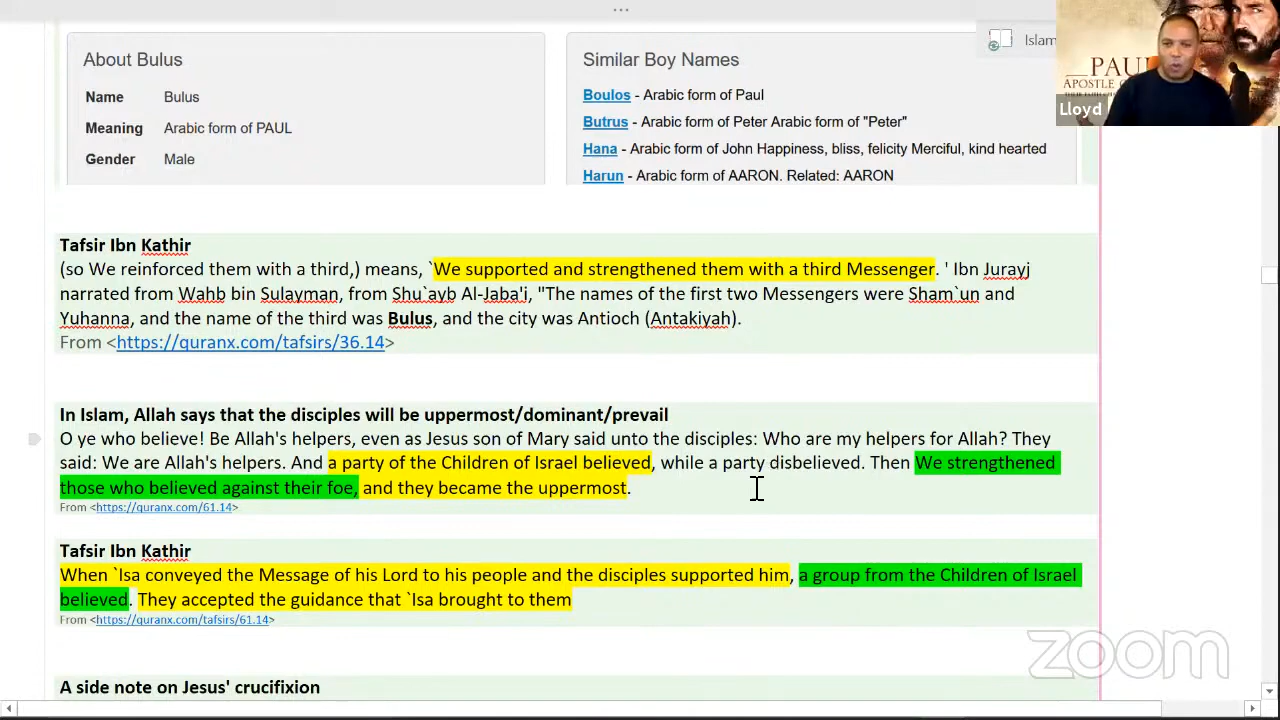 About Bulus
Name Bulus
Meaning Arabic form of PAUL
Gender Male
Similar Boy Names
Boulos - Arabic form of Paul
Butrus - Arabic form of Peter Arabic form of "Peter"
Hana - Arabic form of John Happiness, bliss, felicity Merciful, kind hearted
Harun - Arabic form of AARON. Related: AARON
Islam
PAUL
APOSTLE
Lloyd
Tafsir Ibn Kathir
(so We reinforced them with a third,) means, `We supported and strengthened them with a third Messenger. ' Ibn Jurayj
narrated from Wahb bin Sulayman, from Shu`ayb Al-Jaba'i, "The names of the first two Messengers were Sham`un and
Yuhanna, and the name of the third was Bulus, and the city was Antioch (Antakiyah).
From <https://quranx.com/tafsirs/36.14>
In Islam, Allah says that the disciples will be uppermost/dominant/prevail
O ye who believe! Be Allah's helpers, even as Jesus son of Mary said unto the disciples: Who are my helpers for Allah? They
said: We are Allah's helpers. And a party of the Children of Israel believed, while a party disbelieved. Then We strengthened
those who believed against their foe, and they became the uppermost.
From <https://quranx.com/61.14>
Tafsir Ibn Kathir
When `Isa conveyed the Message of his Lord to his people and the disciples supported him, a group from the Children of Israel
believed. They accepted the guidance that `Isa brought to them
From <https://quranx.com/tafsirs/61.14>
zoom
A side note on Jesus' crucifixion